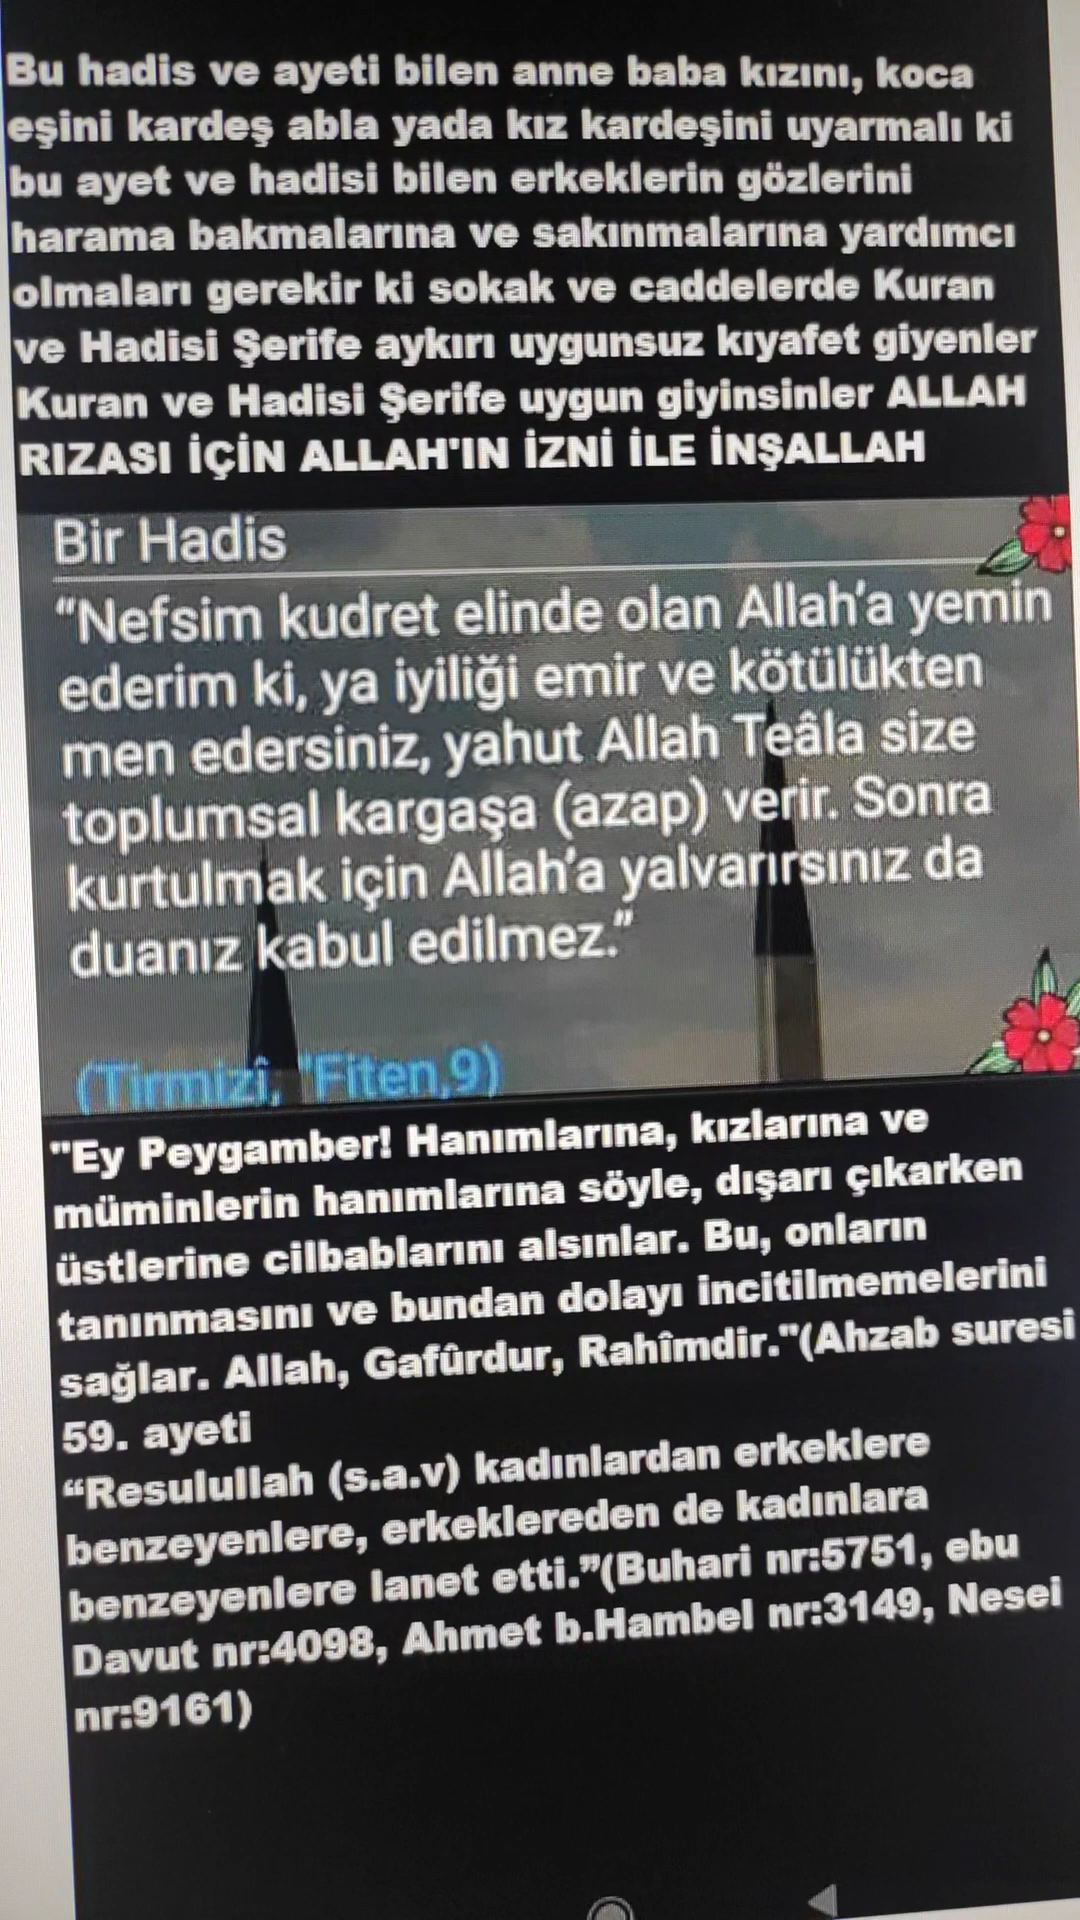 Bu hadis ve ayeti bilen anne baba kızını, koca
eşini kardeş abla yada kız kardeşini uyarmalı ki
bu ayet ve hadisi bilen erkeklerin gözlerini
harama bakmalarına ve sakınmalarına yardımcı
olmaları gerekir ki sokak ve caddelerde Kuran
ve Hadisi Şerife aykırı uygunsuz kıyafet giyenler
Kuran ve Hadisi Şerife uygun giyinsinler ALLAH
RIZASI İÇİN ALLAH'IN İZNİ İLE İNŞALLAH
Bir Hadis
“Nefsim kudret elinde olan Allah’a yemin
ederim ki, ya iyiliği emir ve kötülükten
men edersiniz, yahut Allah Teâla size
toplumsal kargaşa (azap) verir. Sonra
kurtulmak için Allah’a yalvarırsınız da
duanız kabul edilmez.”
(Tirmizî, "Fiten,9)
"Ey Peygamber! Hanımlarına, kızlarına ve
müminlerin hanımlarına söyle, dışarı çıkarken
üstlerine cilbablarını alsınlar. Bu, onların
tanınmasını ve bundan dolayı incitilmemelerini
sağlar. Allah, Gafûrdur, Rahîmdir."(Ahzab suresi
59. ayeti
“Resulullah (s.a.v) kadınlardan erkeklere
benzeyenlere, erkeklereden de kadınlara
benzeyenlere lanet etti.”(Buhari nr:5751, ebu
Davut nr:4098, Ahmet b.Hambel nr:3149, Nesei
nr:9161)